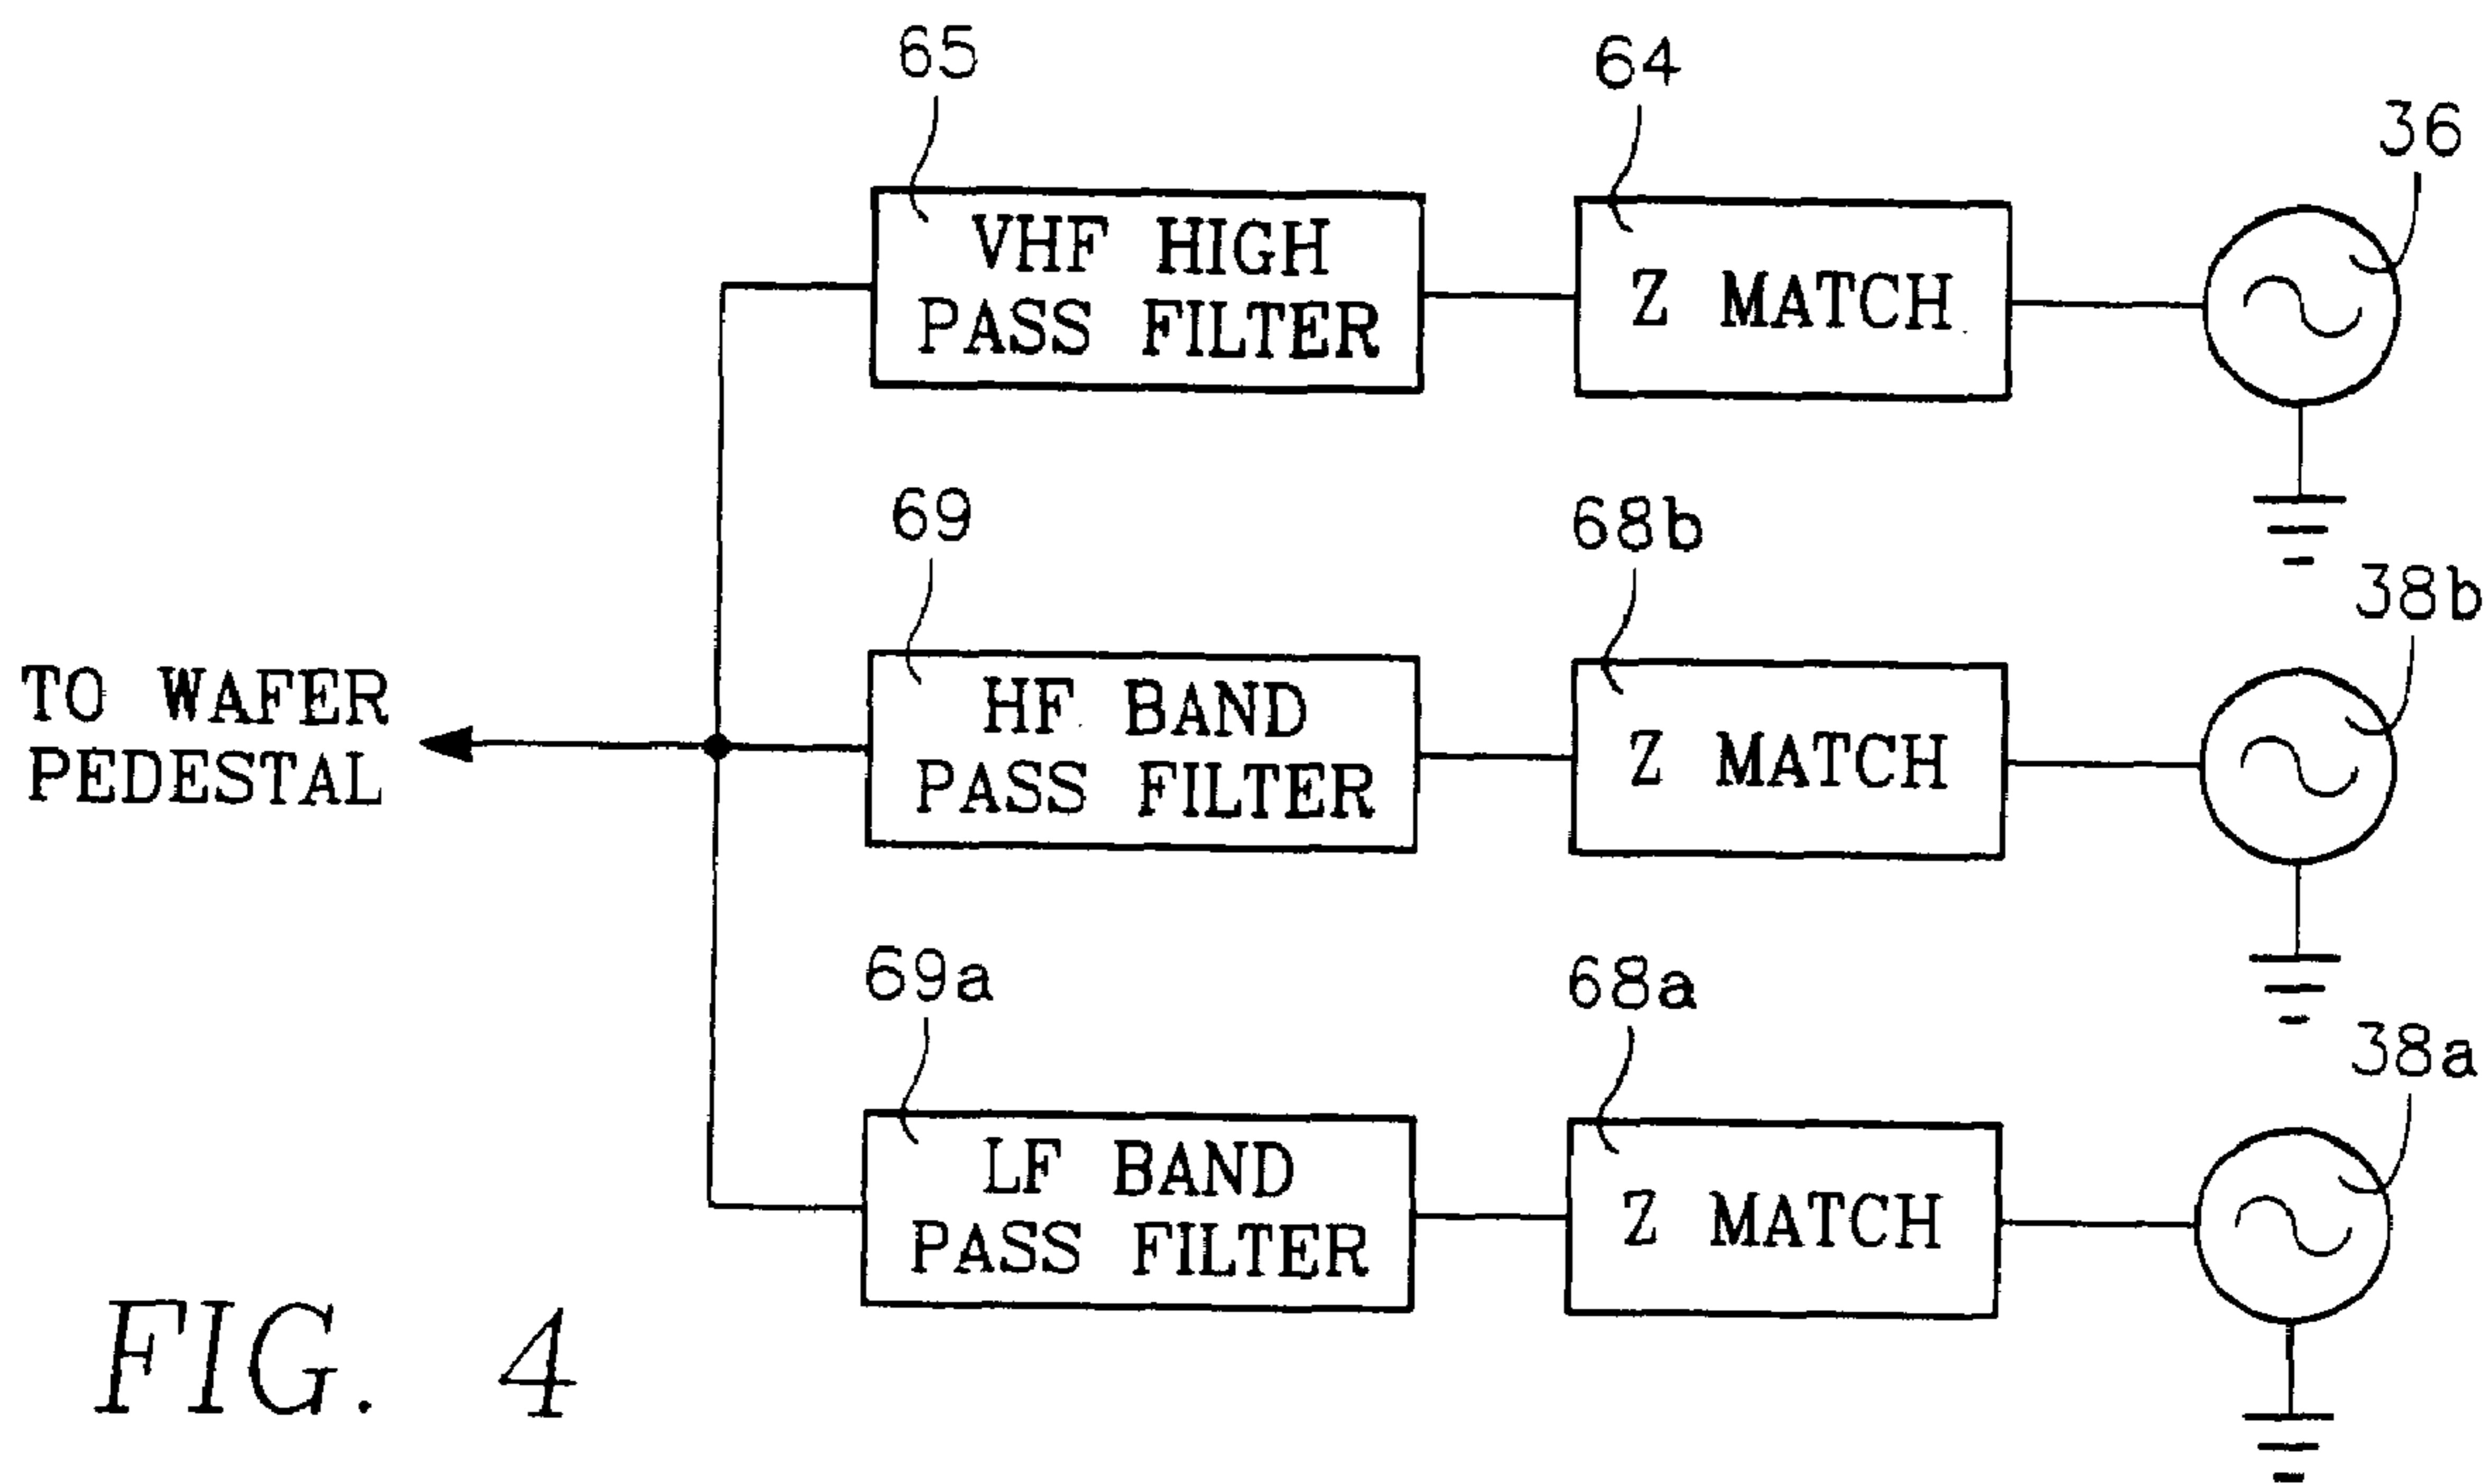 65
64
36
VHF HIGH
PASS FILTER
Z MATCH
69
68b
38b
TO WAFER
PEDESTAL
HF BAND
PASS FILTER
Z MATCH
69a
68a
38a
LF BAND
PASS FILTER
Z MATCH
FIG. 4